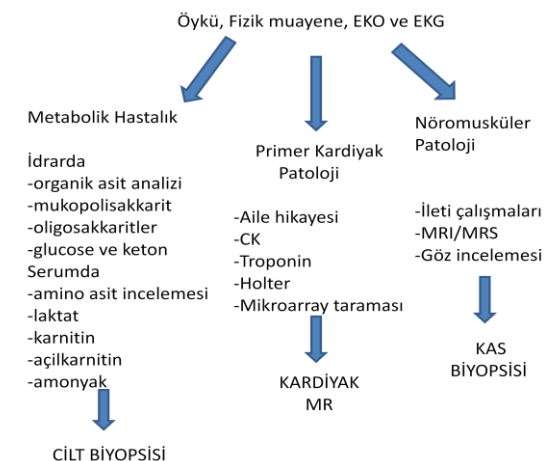 Öykü, Fizik muayene, EKO ve EKG
Metabolik Hastalık
İdrarda
-organik asit analizi
-mukopolisakkarit
-oligosakkaritler
-glucose ve keton
Serumda
-amino asit incelemesi
-laktat
-karnitin
-açilkarnitin
-amonyak
CİLT BİYOPSİSİ
Primer Kardiyak
Patoloji
-Aile hikayesi
-CK
-Troponin
-Holter
-Mikroarray taraması
KARDİYAK
MR
Nöromusküler
Patoloji
-İleti çalışmaları
-MRI/MRS
-Göz incelemesi
KAS
BİYOPSİSİ